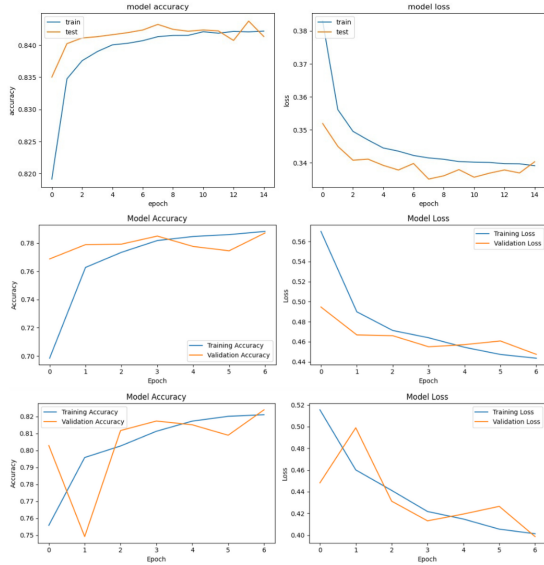 model accuracy
train
test
0.840
0.835
0.830
0.825
0.820
accuracy
0 2 4 6 8 10 12 14
epoch
model loss
train
test
0.38
0.37
0.36
0.35
0.34
loss
0 2 4 6 8 10 12 14
epoch
Model Accuracy
0.78
0.76
0.74
0.72
0.70
Accuracy
Training Accuracy
Validation Accuracy
0 1 2 3 4 5 6
Epoch
Model Loss
Training Loss
Validation Loss
0.56
0.54
0.52
0.50
0.48
0.46
0.44
Loss
0 1 2 3 4 5 6
Epoch
Model Accuracy
Training Accuracy
Validation Accuracy
0.82
0.81
0.80
0.79
0.78
0.77
0.76
0.75
Accuracy
0 1 2 3 4 5 6
Epoch
Model Loss
Training Loss
Validation Loss
0.52
0.50
0.48
0.46
0.44
0.42
0.40
Loss
0 1 2 3 4 5 6
Epoch